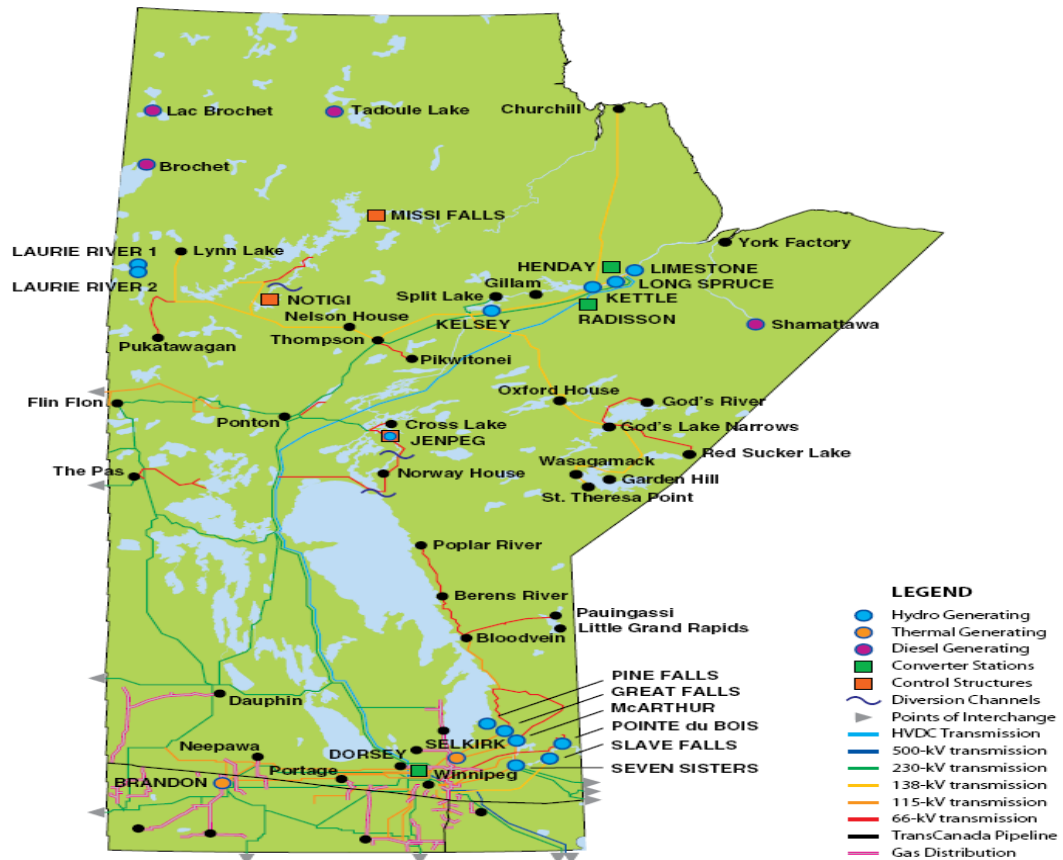 Churchill
Lac Brochet
Tadoule Lake
Brochet
MISSI FALLS
York Factory
LAURIE RIVER 1
Lynn Lake
HENDAY
LIMESTONE
LAURIE RIVER 2
Gillam
LONG SPRUCE
NOTIGI
Split Lake
KETTLE
Nelson House
KELSEY
RADISSON
Shamattawa
Pukatawagan
Thompson
Pikwitonei
Flin Flon
Oxford House
God's River
Ponton
Cross Lake
God's Lake Narrows
JENPEG
Red Sucker Lake
The Pas
Norway House
Wasagamack
Garden Hill
St. Theresa Point
Poplar River
Berens River
Pauingassi
Little Grand Rapids
Bloodvein
PINE FALLS
GREAT FALLS
McARTHUR
POINTE du BOIS
SLAVE FALLS
SEVEN SISTERS
Dauphin
Neepawa
DORSEY
SELKIRK
BRANDON
Portage
Winnipeg
LEGEND
Hydro Generating
Thermal Generating
Diesel Generating
Converter Stations
Control Structures
Diversion Channels
Points of Interchange
HVDC Transmission
500-kV transmission
230-kV transmission
138-kV transmission
115-kV transmission
66-kV transmission
TransCanada Pipeline
Gas Distribution